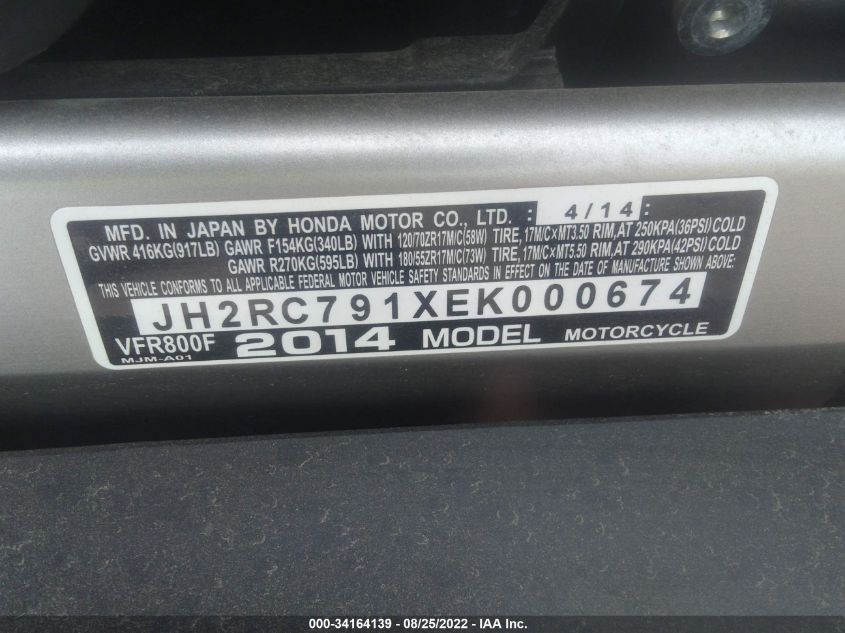 MFD. IN JAPAN BY HONDA MOTOR CO., LTD. : 4/14 :
GVWR 416KG(917LB) GAWR F154KG(340LB) WITH 120/70ZR17M/C(58W) TIRE, 17M/C×MT3.50 RIM, AT 250KPA(36PSI) COLD
GAWR R270KG(595LB) WITH 180/55ZR17M/C(73W) TIRE, 17M/C×MT5.50 RIM, AT 290KPA(42PSI) COLD
THIS VEHICLE CONFORMS TO ALL APPLICABLE FEDERAL MOTOR VEHICLE SAFETY STANDARDS IN EFFECT ON THE DATE OF MANUFACTURE SHOWN ABOVE.
JH2RC791XEK000674
VFR800F 2014 MODEL MOTORCYCLE
MJM-A01
000-34164139 - 08/25/2022 - IAA Inc.